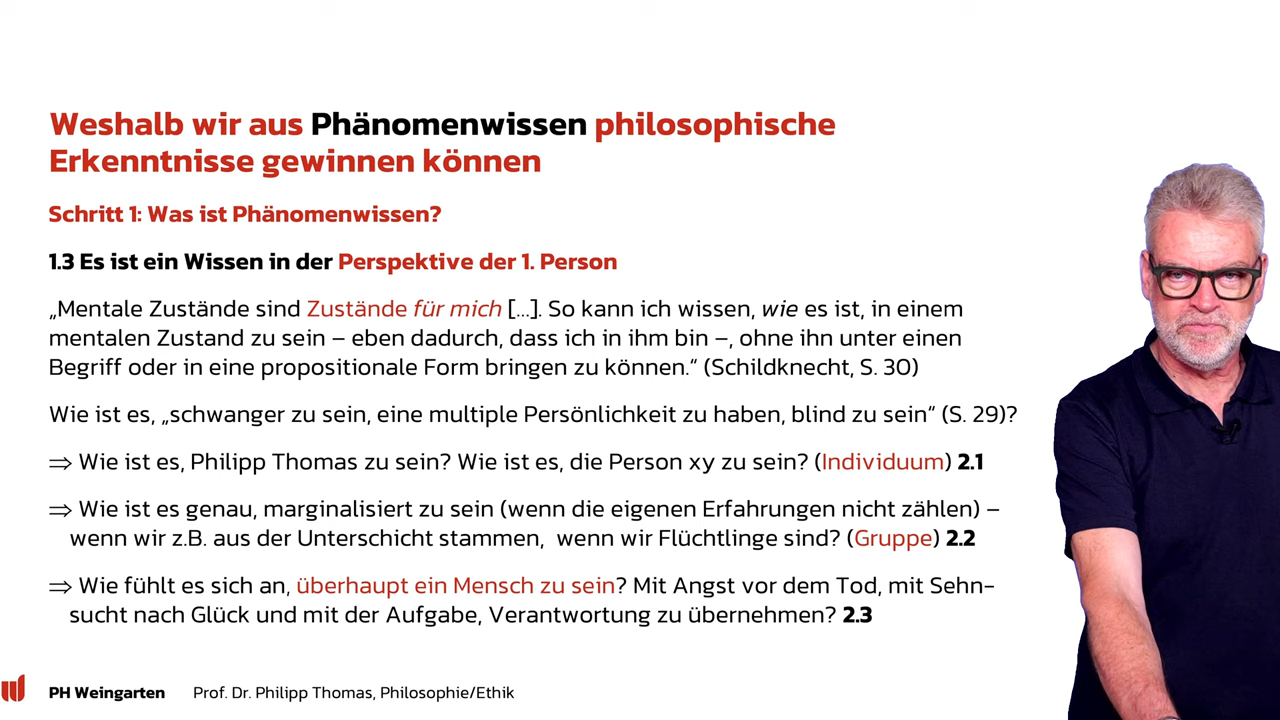 Weshalb wir aus Phänomenwissen philosophische
Erkenntnisse gewinnen können
Schritt 1: Was ist Phänomenwissen?
1.3 Es ist ein Wissen in der Perspektive der 1. Person
„Mentale Zustände sind Zustände für mich [...]. So kann ich wissen, wie es ist, in einem
mentalen Zustand zu sein – eben dadurch, dass ich in ihm bin –, ohne ihn unter einen
Begriff oder in eine propositionale Form bringen zu können.“ (Schildknecht, S. 30)
Wie ist es, „schwanger zu sein, eine multiple Persönlichkeit zu haben, blind zu sein“ (S. 29)?
⇒ Wie ist es, Philipp Thomas zu sein? Wie ist es, die Person xy zu sein? (Individuum) 2.1
⇒ Wie ist es genau, marginalisiert zu sein (wenn die eigenen Erfahrungen nicht zählen) –
wenn wir z.B. aus der Unterschicht stammen, wenn wir Flüchtlinge sind? (Gruppe) 2.2
⇒ Wie fühlt es sich an, überhaupt ein Mensch zu sein? Mit Angst vor dem Tod, mit Sehn-
sucht nach Glück und mit der Aufgabe, Verantwortung zu übernehmen? 2.3
PH Weingarten Prof. Dr. Philipp Thomas, Philosophie/Ethik